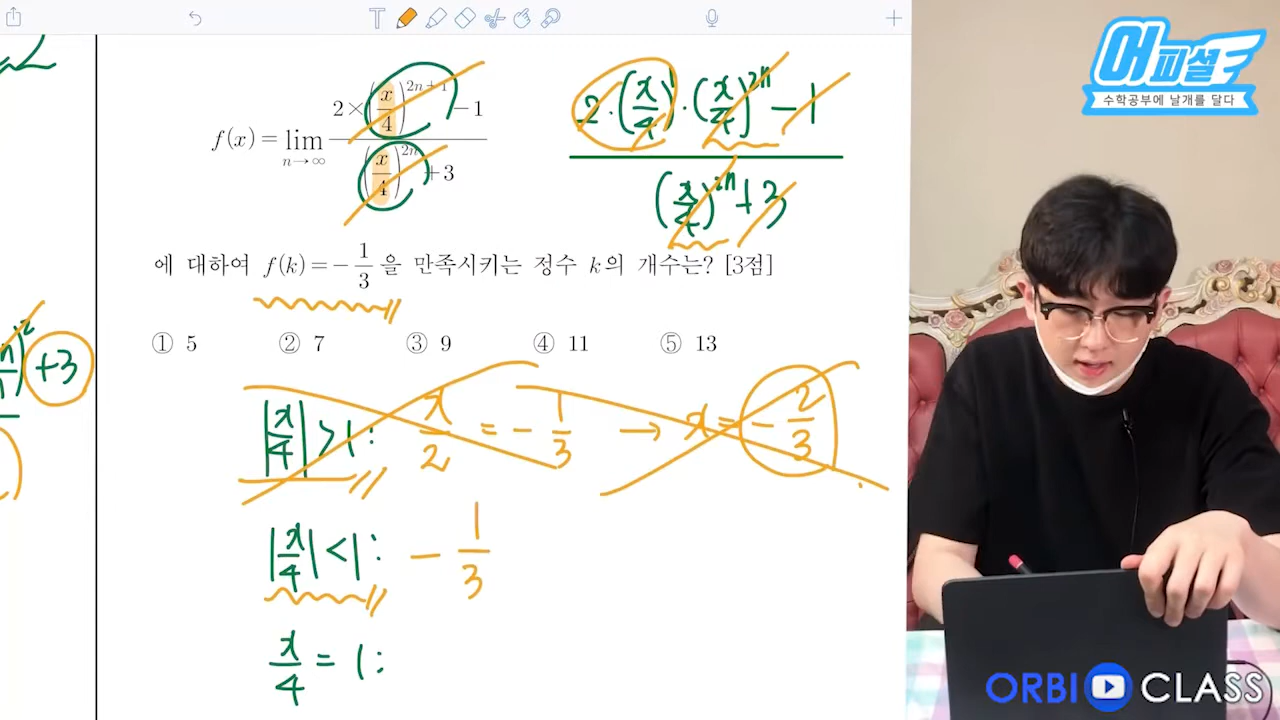 어피셜
수학공부에 날개를 달다
f(x) = lim n→∞ (2×(x/4)^{2n+1} −1) / ((x/4)^{2n} +3)
2·(x/4)^1·(x/4)^{2n} −1
(x/4)^{2n} +3
에 대하여 f(k)=−1/3 을 만족시키는 정수 k의 개수는? [3점]
① 5 ② 7 ③ 9 ④ 11 ⑤ 13
+3
|x/4| > 1 : x/2 = −1/3 → x = −2/3
|x/4| < 1 : −1/3
x/4 = 1 :
ORBI CLASS